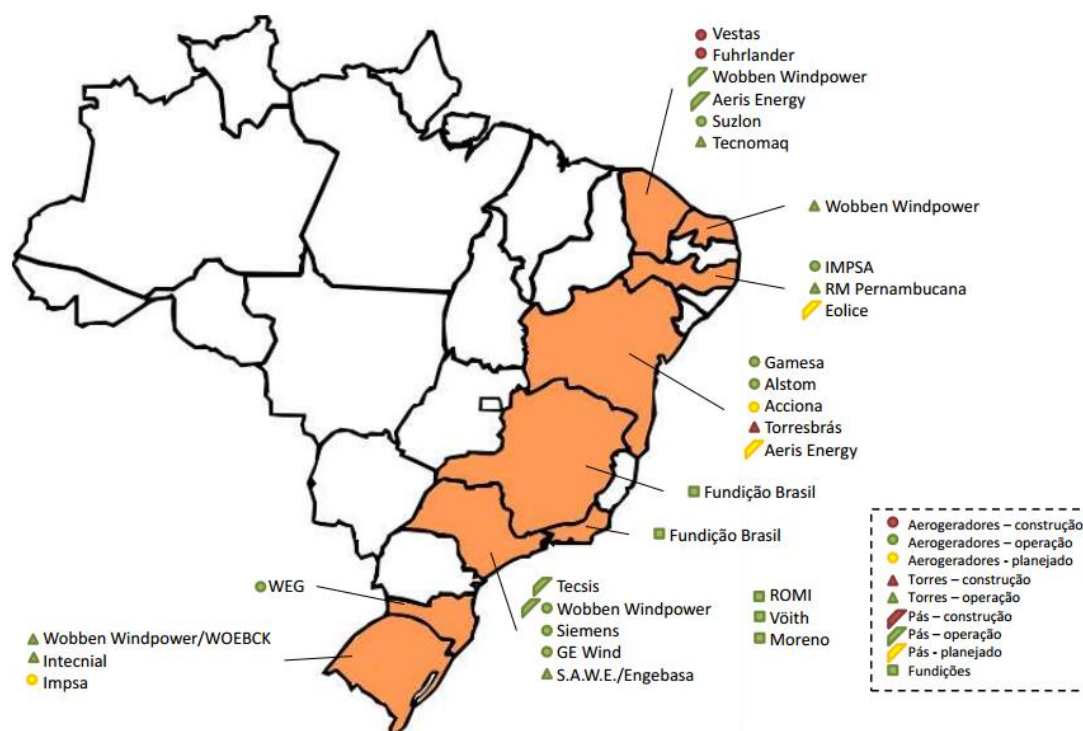 Vestas
Fuhrlander
Wobben Windpower
Aeris Energy
Suzlon
Tecnomaq
Wobben Windpower
IMPSA
RM Pernambucana
Eolice
Gamesa
Alstom
Acciona
Torresbrás
Aeris Energy
Fundição Brasil
Fundição Brasil
WEG
Tecsis
Wobben Windpower
Siemens
GE Wind
S.A.W.E./Engebasa
ROMI
Vöith
Moreno
Wobben Windpower/WOEBCK
Intecnial
Impsa
Aerogeradores – construção
Aerogeradores – operação
Aerogeradores - planejado
Torres – construção
Torres – operação
Pás – construção
Pás – operação
Pás - planejado
Fundições